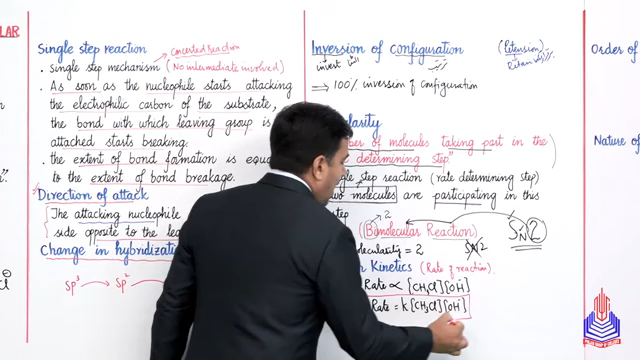 LAR
Single step reaction
Concerted reaction
. Single step mechanism (No intermediate involved)
. As soon as the nucleophile starts attacking
the electrophilic carbon of the substrate,
the bond with which leaving group is
attached starts breaking.
. the extent of bond formation is equa
to the extent of bond breakage.
Direction of attack
The attacking nucleophile
side opposite to the lea
Change in hybridizati
Sp³ → Sp²
Inversion of Configuration
invert
⇒ 100% inversion of configuration
ularity
ber of molecules taking part in the
determining step"
gle step reaction (rate determining step)
two molecules are participating in this
step
2
(Bimolecular Reaction)
SN2
lecularity = 2
SN2
Kinetics (Rate of reaction)
Rate ∝ [CH₃Cl][OH⁻]
Rate = k [CH₃Cl][OH⁻]
Order of
Nature of